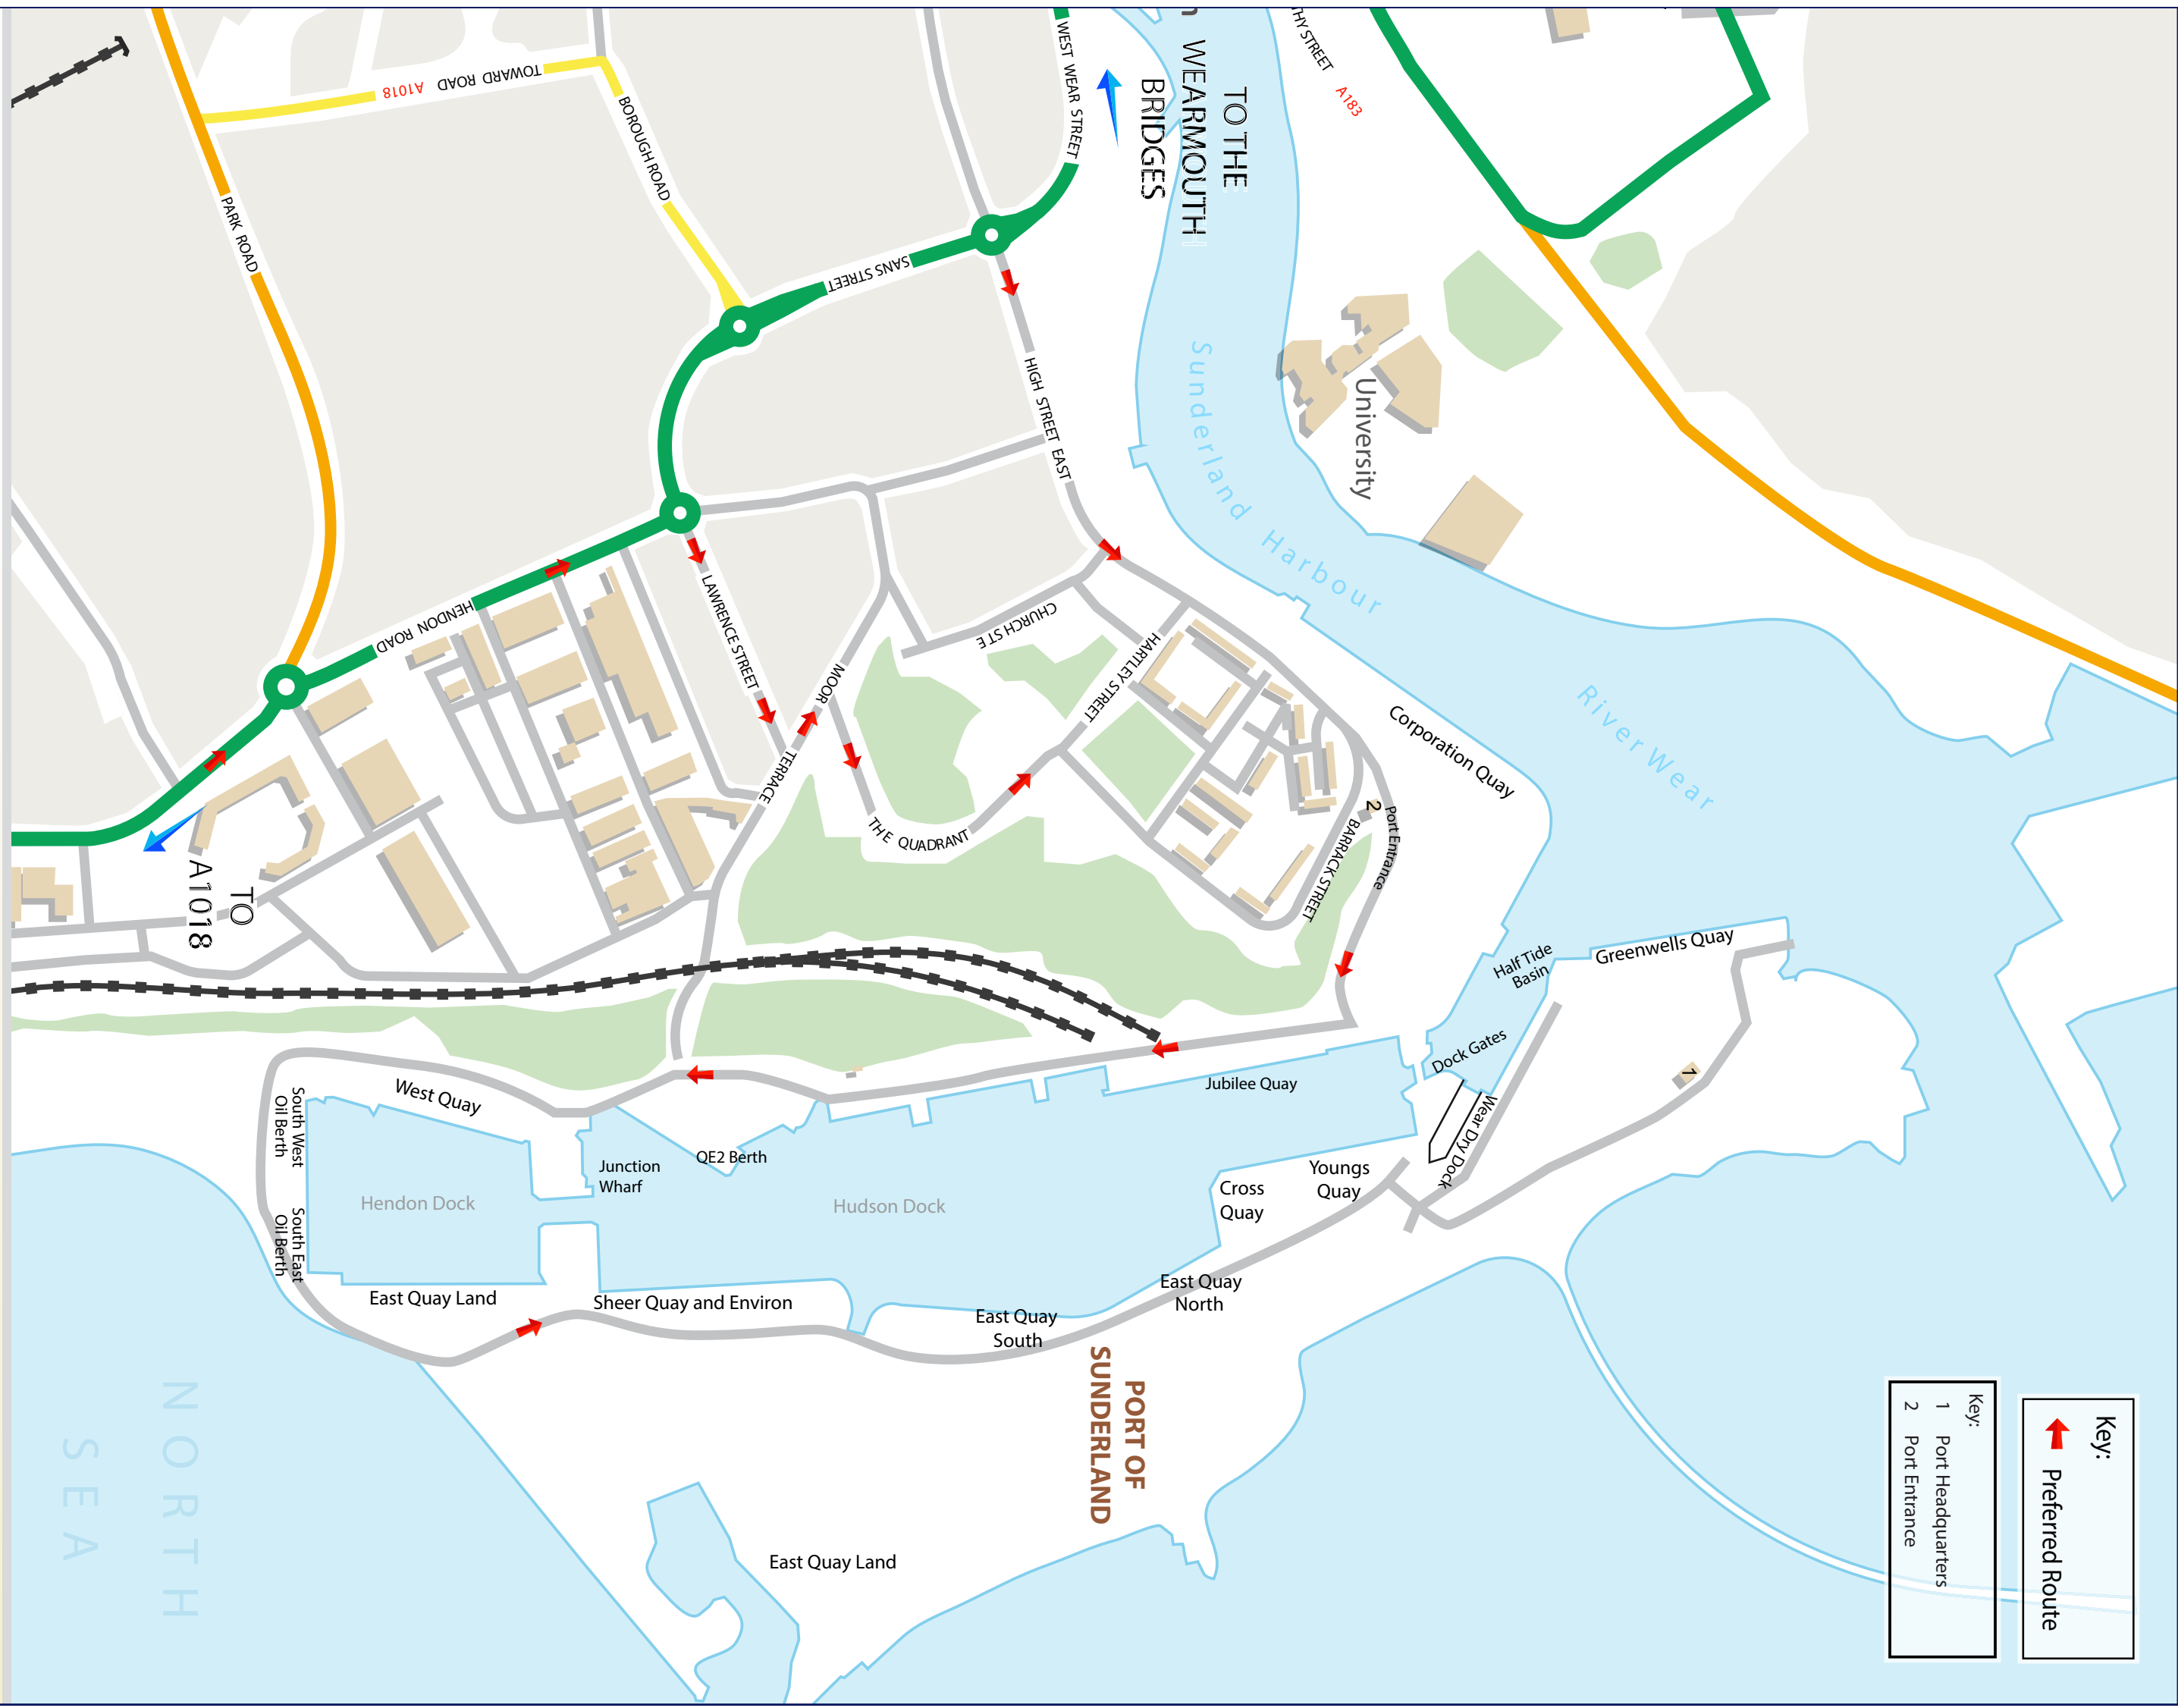 WEST WEAR STREET
TO THE
WEARMOUTH
BRIDGES
THY STREET
A183
TOWARD ROAD
A1018
BOROUGH ROAD
PARK ROAD
SANS STREET
HIGH STREET EAST
Sunderland Harbour
University
HENDON ROAD
LAWRENCE STREET
MOOR
TERRACE
CHURCH ST E
HARTLEY STREET
THE QUADRANT
BARRACK STREET
2
Port Entrance
Corporation Quay
River Wear
TO
A1018
Half Tide
Basin
Greenwells Quay
Dock Gates
Wear Dry Dock
1
Jubilee Quay
West Quay
South West
Oil Berth
South East
Oil Berth
Hendon Dock
Junction
Wharf
QE2 Berth
Hudson Dock
Cross
Quay
Youngs
Quay
East Quay Land
Sheer Quay and Environ
East Quay
South
East Quay
North
PORT OF
SUNDERLAND
East Quay Land
NORTH
SEA
Key:
Preferred Route
Key:
1 Port Headquarters
2 Port Entrance